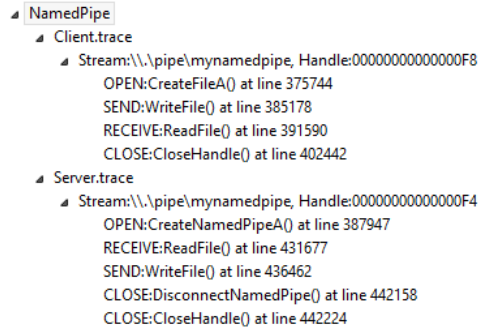 NamedPipe
Client.trace
Stream:\\.\pipe\mynamedpipe, Handle:00000000000000F8
OPEN:CreateFileA() at line 375744
SEND:WriteFile() at line 385178
RECEIVE:ReadFile() at line 391590
CLOSE:CloseHandle() at line 402442
Server.trace
Stream:\\.\pipe\mynamedpipe, Handle:00000000000000F4
OPEN:CreateNamedPipeA() at line 387947
RECEIVE:ReadFile() at line 431677
SEND:WriteFile() at line 436462
CLOSE:DisconnectNamedPipe() at line 442158
CLOSE:CloseHandle() at line 442224